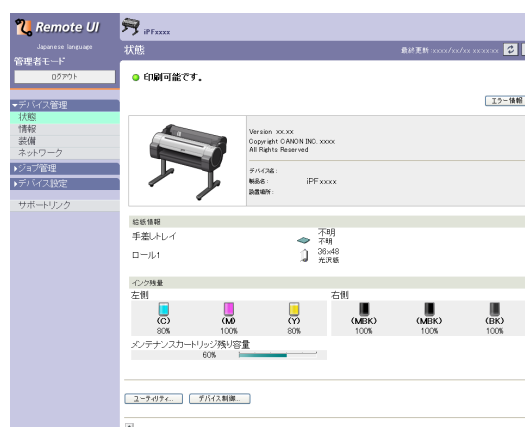 Remote UI
iPFxxxx
Japanese language
状態
最終更新 :xxxx/xx/xx xx:xx:xx
管理者モード
ログアウト
印刷可能です。
エラー情報
デバイス管理
状態
情報
装備
ネットワーク
ジョブ管理
デバイス設定
サポートリンク
Version xx.xx
Copyright CANON INC. xxxx
All Rights Reserved
デバイス名 :
製品名 : iPFxxxx
設置場所 :
給紙情報
手差しトレイ
不明
不明
ロール1
36x48
光沢紙
インク残量
左側
右側
(C) (M) (Y) (MBK) (MBK) (BK)
80% 100% 80% 100% 100% 100%
メンテナンスカートリッジ残り容量
60%
ユーティリティ... デバイス制御...